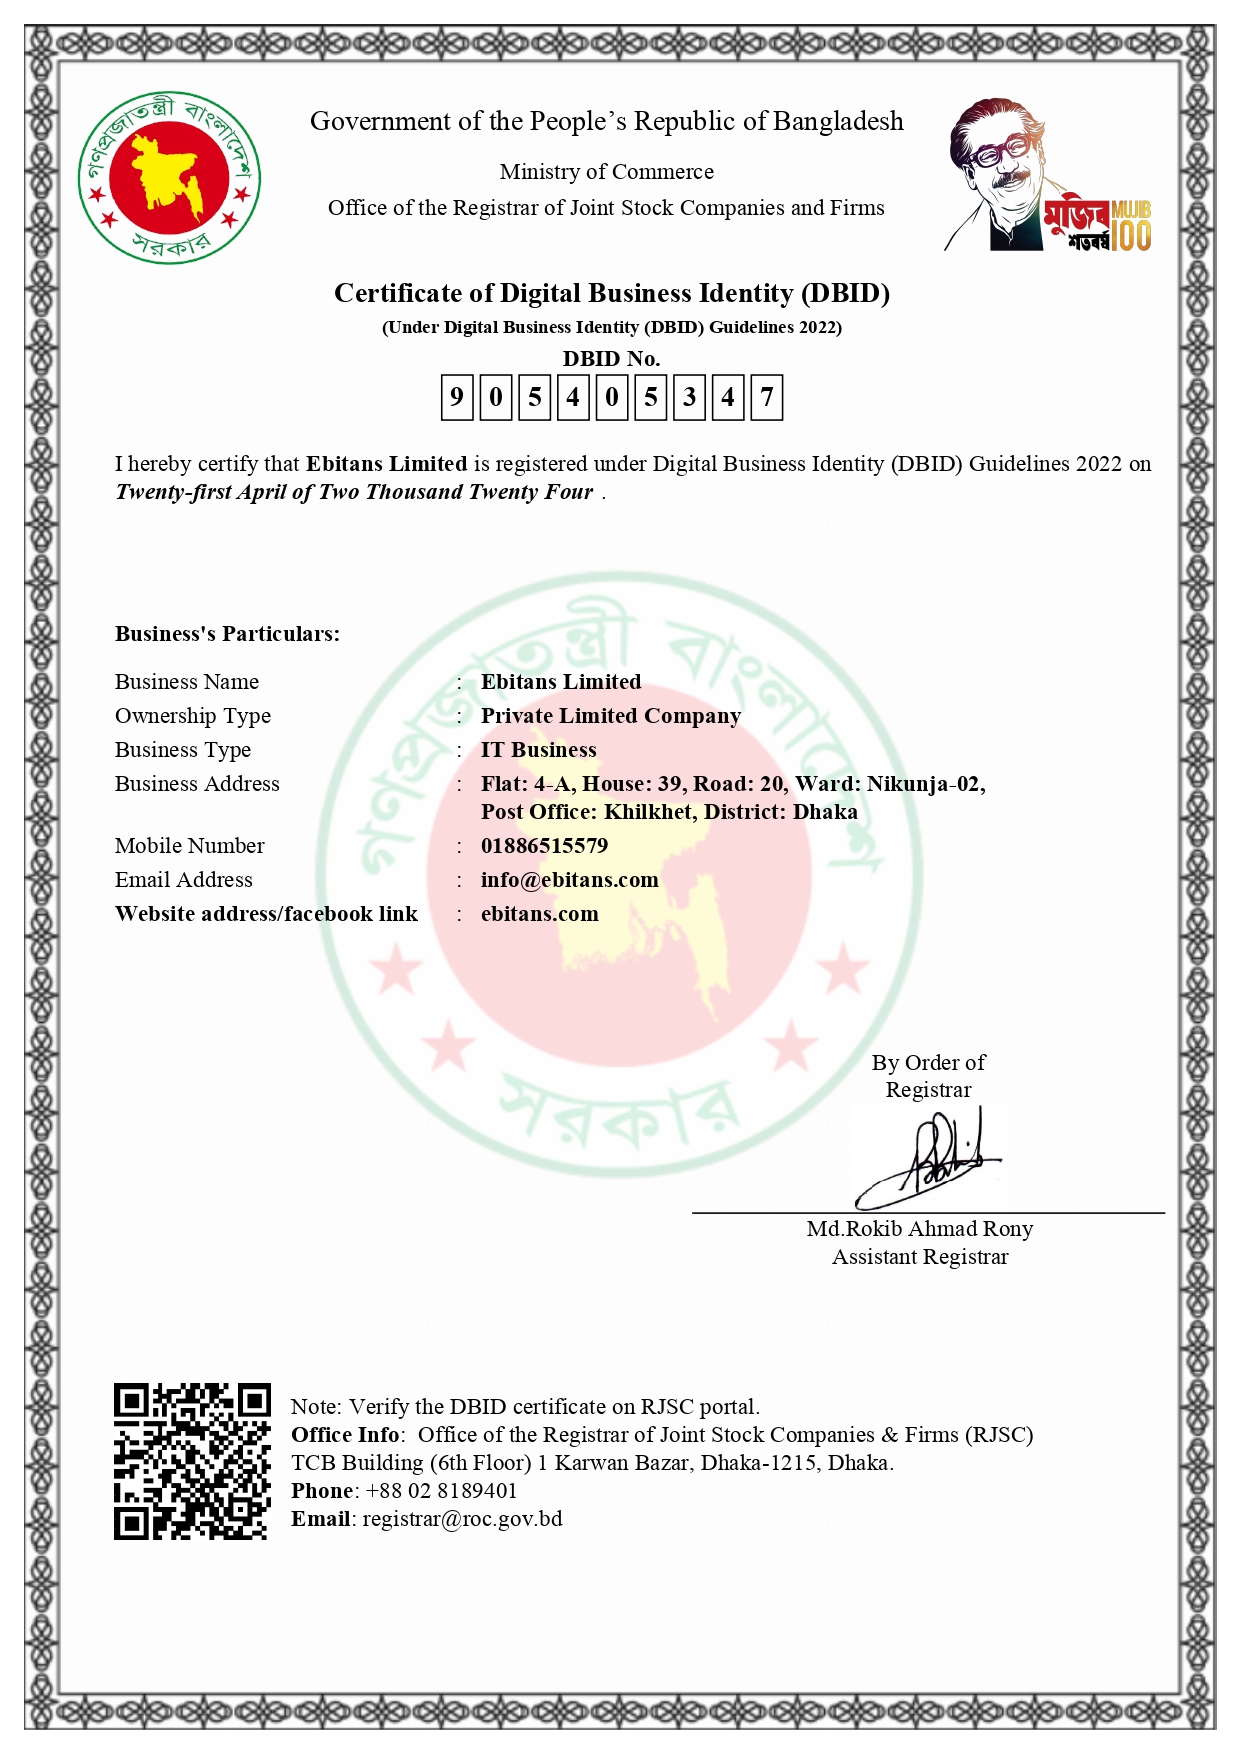 গণপ্রজাতন্ত্রী বাংলাদেশ
সরকার
Government of the People’s Republic of Bangladesh
Ministry of Commerce
Office of the Registrar of Joint Stock Companies and Firms
মুজিব
শতবর্ষ
MUJIB
100
Certificate of Digital Business Identity (DBID)
(Under Digital Business Identity (DBID) Guidelines 2022)
DBID No.
9 0 5 4 0 5 3 4 7
I hereby certify that Ebitans Limited is registered under Digital Business Identity (DBID) Guidelines 2022 on
Twenty-first April of Two Thousand Twenty Four .
গণপ্রজাতন্ত্রী বাংলাদেশ
সরকার
Business's Particulars:
Business Name : Ebitans Limited
Ownership Type : Private Limited Company
Business Type : IT Business
Business Address : Flat: 4-A, House: 39, Road: 20, Ward: Nikunja-02,
Post Office: Khilkhet, District: Dhaka
Mobile Number : 01886515579
Email Address : info@ebitans.com
Website address/facebook link : ebitans.com
By Order of
Registrar
Md.Rokib Ahmad Rony
Assistant Registrar
Note: Verify the DBID certificate on RJSC portal.
Office Info: Office of the Registrar of Joint Stock Companies & Firms (RJSC)
TCB Building (6th Floor) 1 Karwan Bazar, Dhaka-1215, Dhaka.
Phone: +88 02 8189401
Email: registrar@roc.gov.bd